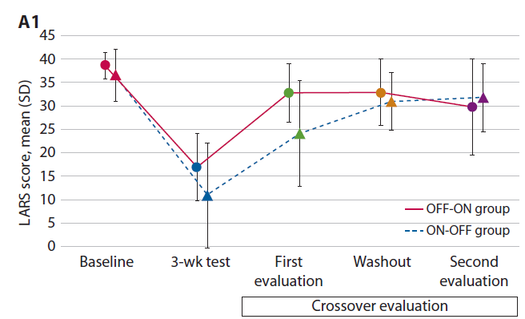 A1
LARS score, mean (SD)
45
40
35
30
25
20
15
10
5
0
OFF-ON group
ON-OFF group
Baseline
3-wk test
First
evaluation
Washout
Second
evaluation
Crossover evaluation